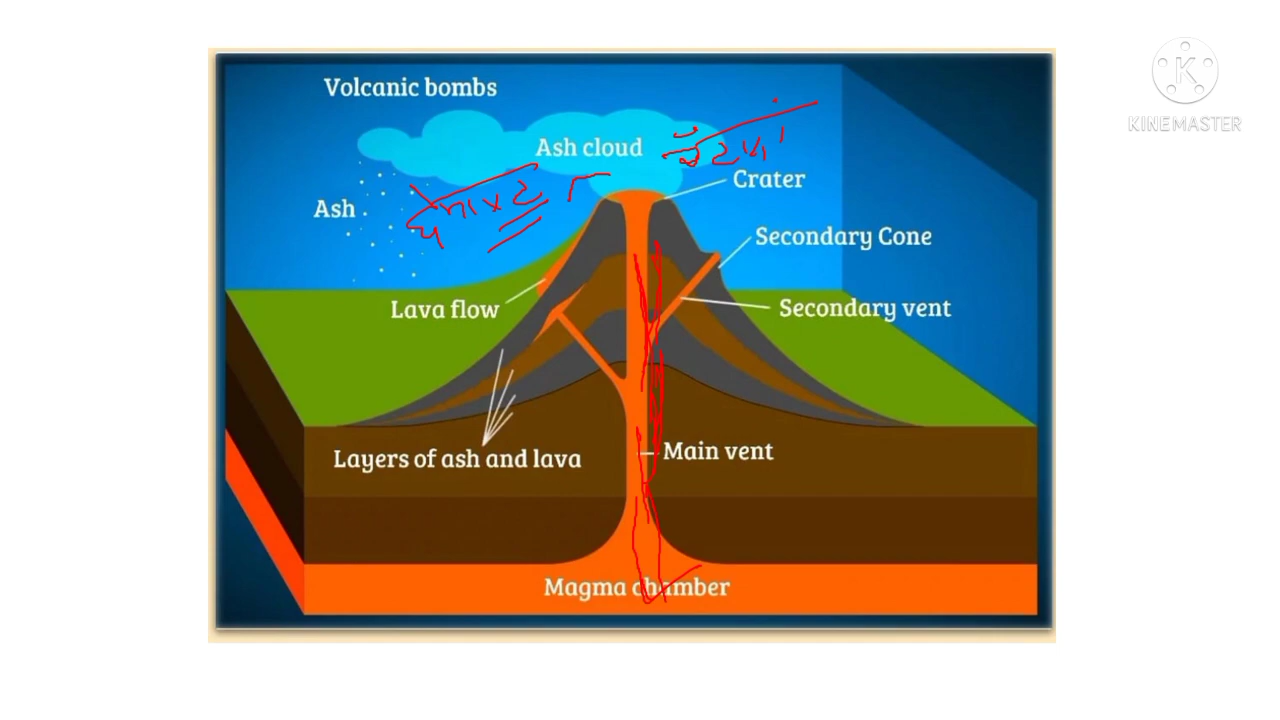 Volcanic bombs
Ash cloud
Crater
Ash
Secondary Cone
Lava flow
Secondary vent
Layers of ash and lava
Main vent
Magma chamber
KINEMASTER